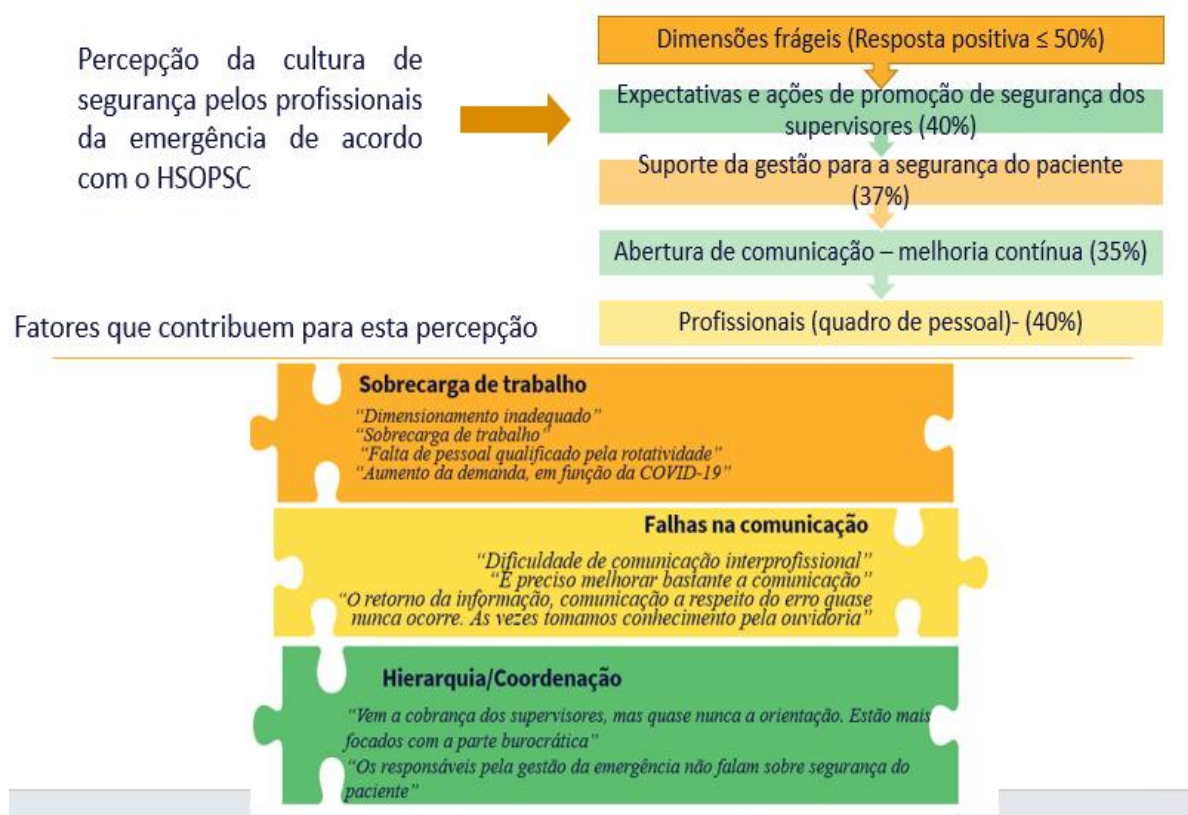 Percepção da cultura de
segurança pelos profissionais
da emergência de acordo
com o HSOPSC
Dimensões frágeis (Resposta positiva ≤ 50%)
Expectativas e ações de promoção de segurança dos
supervisores (40%)
Suporte da gestão para a segurança do paciente
(37%)
Abertura de comunicação – melhoria contínua (35%)
Profissionais (quadro de pessoal)- (40%)
Fatores que contribuem para esta percepção
Sobrecarga de trabalho
“Dimensionamento inadequado”
“Sobrecarga de trabalho”
“Falta de pessoal qualificado pela rotatividade”
“Aumento da demanda, em função da COVID-19”
Falhas na comunicação
“Dificuldade de comunicação interprofissional”
“É preciso melhorar bastante a comunicação”
“O retorno da informação, comunicação a respeito do erro quase
nunca ocorre. Às vezes tomamos conhecimento pela ouvidoria”
Hierarquia/Coordenação
“Vem a cobrança dos supervisores, mas quase nunca a orientação. Estão mais
focados com a parte burocrática”
“Os responsáveis pela gestão da emergência não falam sobre segurança do
paciente”